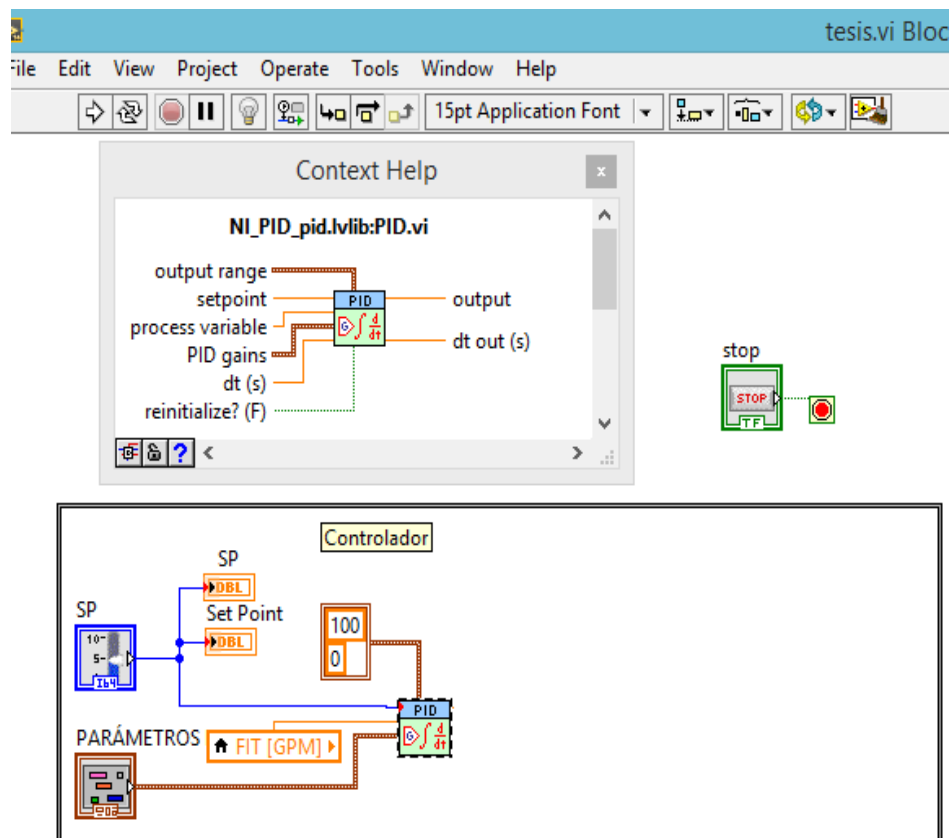 tesis.vi Bloc
File Edit View Project Operate Tools Window Help
15pt Application Font
Context Help
x
NI_PID_pid.lvlib:PID.vi
output range
setpoint
process variable
PID gains
dt (s)
reinitialize? (F)
PID
G
d
dt
output
dt out (s)
?
stop
STOP
TF
Controlador
SP
DBL
Set Point
DBL
SP
10-
5-
I64
100
0
PID
G
d
dt
PARÁMETROS
FIT [GPM]